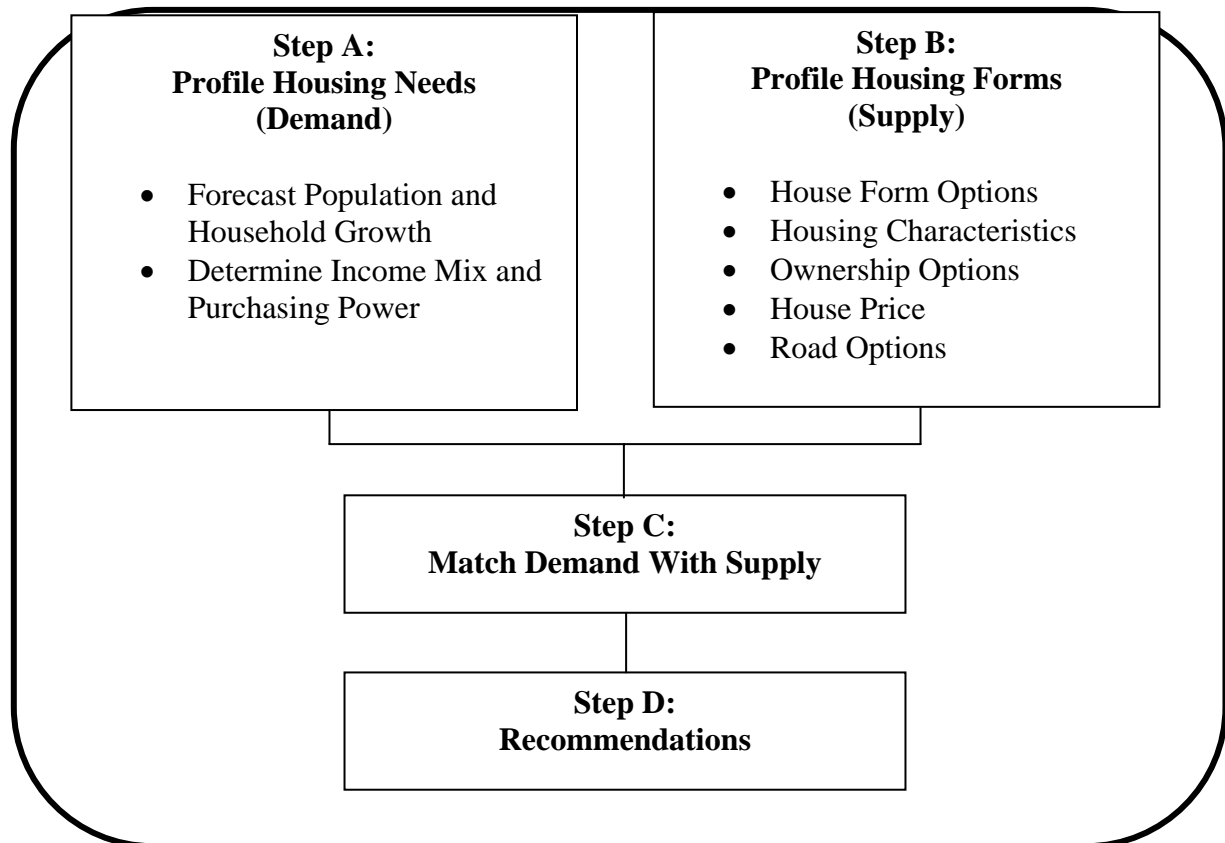 Step A:
Profile Housing Needs
(Demand)
• Forecast Population and
Household Growth
• Determine Income Mix and
Purchasing Power
Step B:
Profile Housing Forms
(Supply)
• House Form Options
• Housing Characteristics
• Ownership Options
• House Price
• Road Options
Step C:
Match Demand With Supply
Step D:
Recommendations